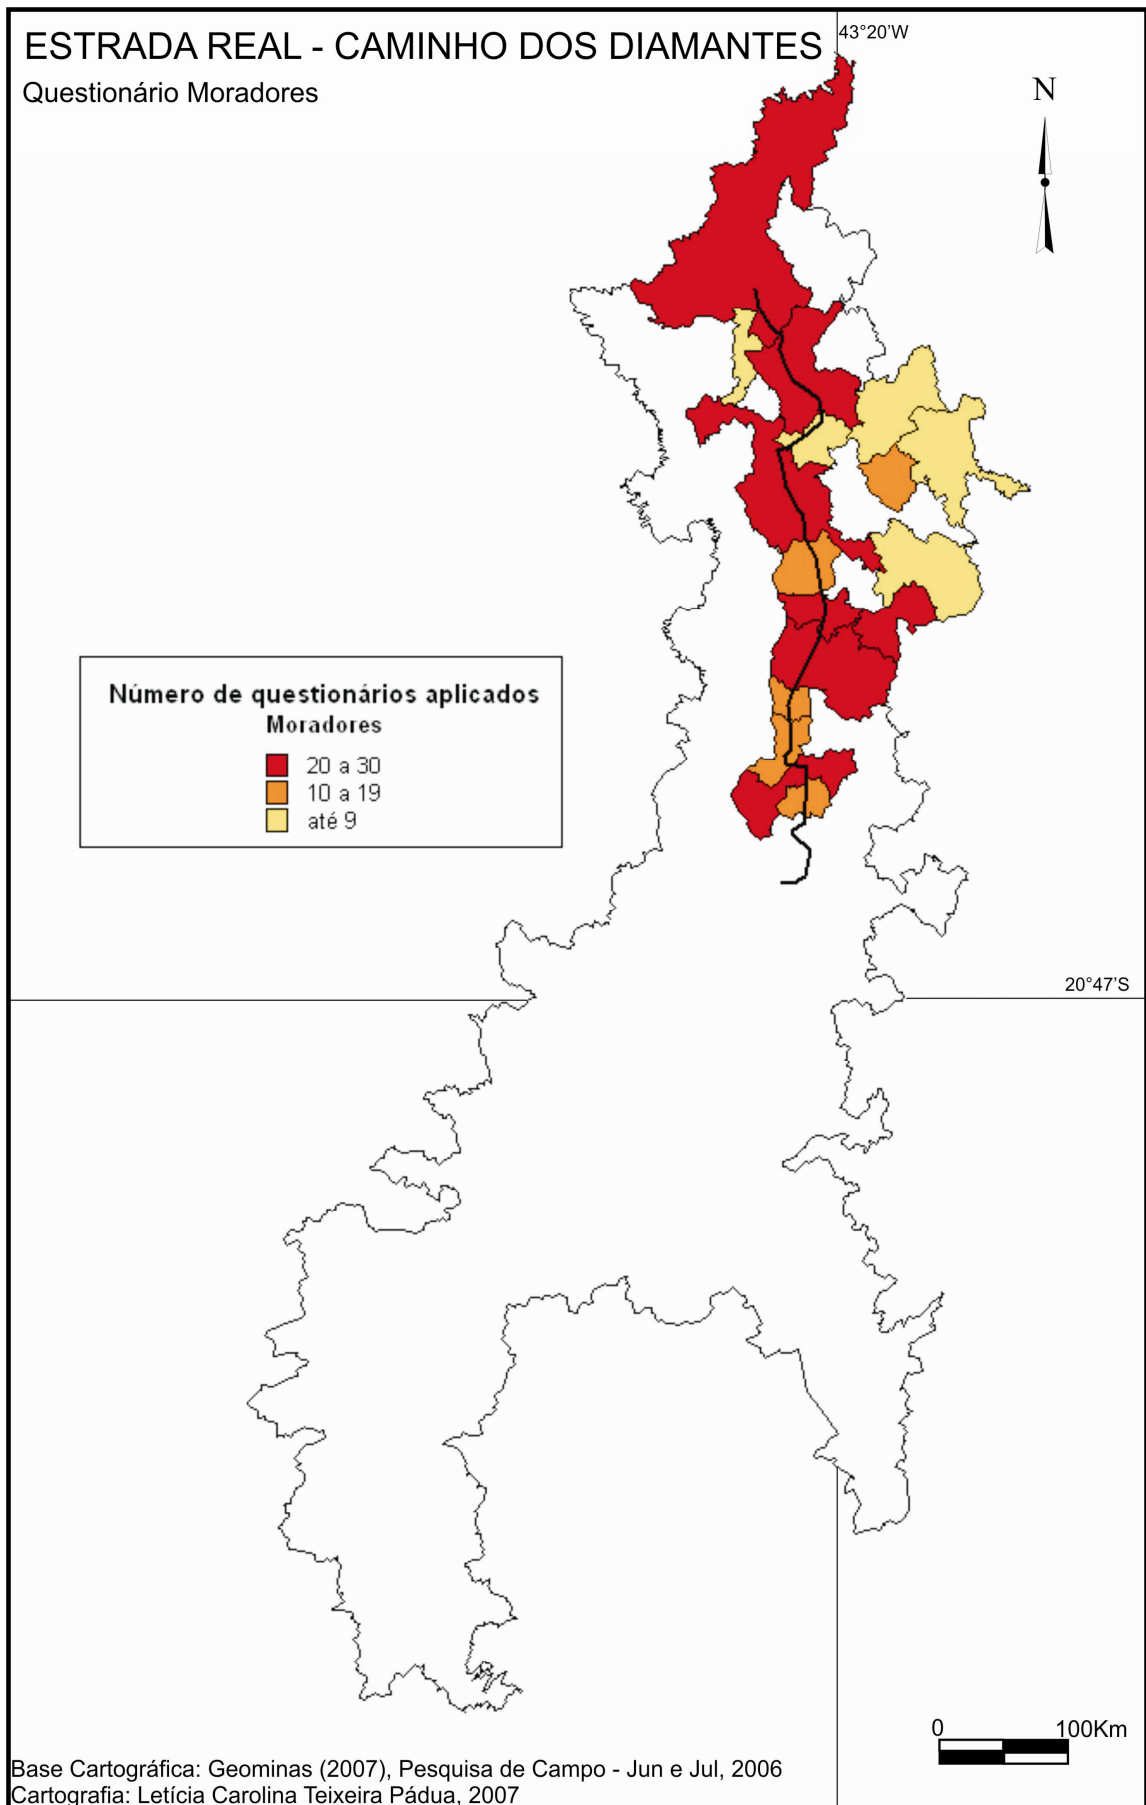 ESTRADA REAL - CAMINHO DOS DIAMANTES
43°20'W
Questionário Moradores
N
Número de questionários aplicados
Moradores
20 a 30
10 a 19
até 9
20°47'S
0 100Km
Base Cartográfica: Geominas (2007), Pesquisa de Campo - Jun e Jul, 2006
Cartografia: Letícia Carolina Teixeira Pádua, 2007